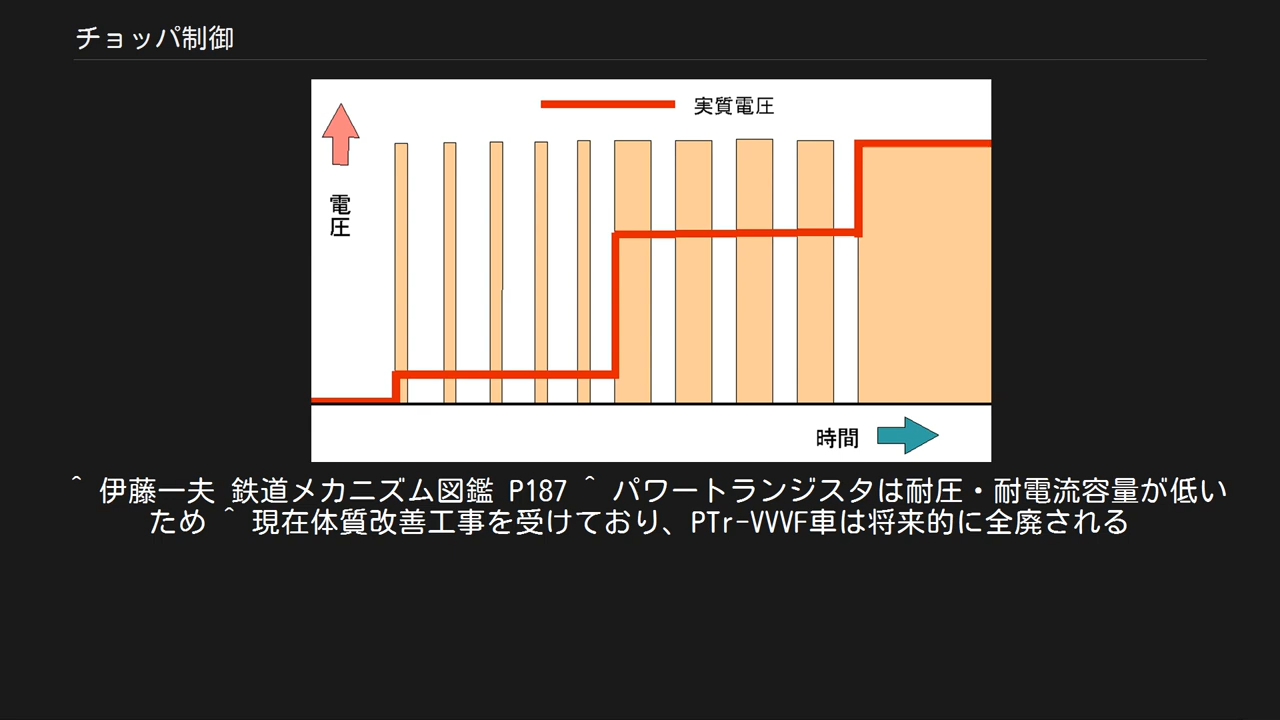 チョッパ制御
実質電圧
電圧
時間
^ 伊藤一夫 鉄道メカニズム図鑑 P187 ^ パワートランジスタは耐圧・耐電流容量が低い
ため ^ 現在体質改善工事を受けており、PTr-VVVF車は将来的に全廃される